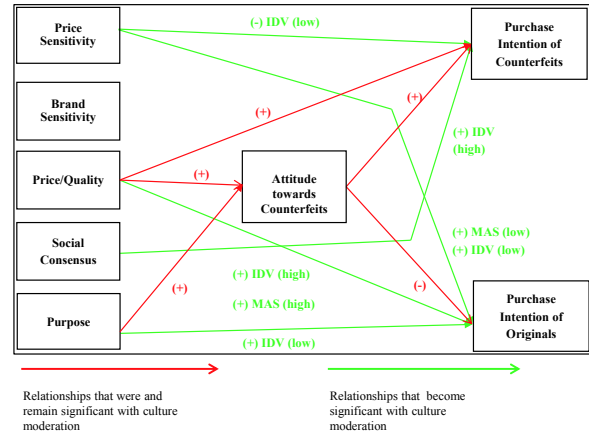 Price
Sensitivity
(-) IDV (low)
Purchase
Intention of
Counterfeits
Brand
Sensitivity
(+)
(+)
(+) IDV
(high)
Price/Quality
(+)
Attitude
towards
Counterfeits
Social
Consensus
(+) MAS (low)
(+) IDV (low)
(+)
(+) IDV (high)
(-)
(+) MAS (high)
Purpose
(+) IDV (low)
Purchase
Intention of
Originals
Relationships that were and
remain significant with culture
moderation
Relationships that become
significant with culture
moderation